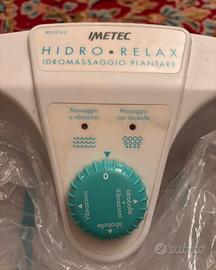 IMETEC
HIDRO • RELAX
IDROMASSAGGIO PLANTARE
Massaggio
a vibrazioni
Massaggio
con idrobolle
0
Idrobolle
+
Vibrazioni
Vibrazioni
Idrobolle
subito